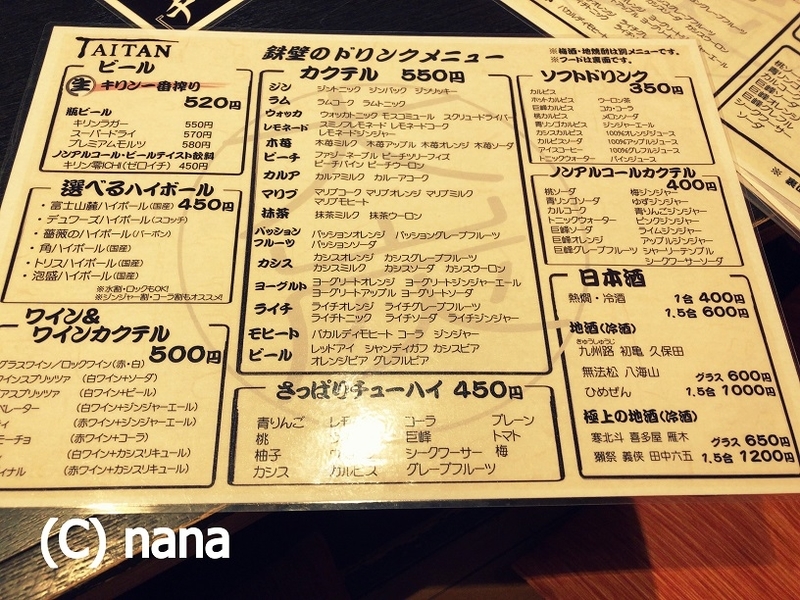 TAITAN
鉄壁のドリンクメニュー
※梅酒・地焼酎は別メニューです。
※フードは裏面です。
ビール
生 キリン一番搾り
520円
瓶ビール
キリンラガー 550円
スーパードライ 570円
プレミアムモルツ 580円
ノンアルコール・ビールテイスト飲料
キリン零ICHI(ゼロイチ) 450円
選べるハイボール
・富士山麓ハイボール(国産) 450円
・デュワーズハイボール(スコッチ)
・薔薇のハイボール(バーボン)
・角ハイボール(国産)
・トリスハイボール(国産)
・泡盛ハイボール(国産)
※水割・ロックもOK!
※ジンジャー割・コーラ割もオススメ!
ワイン&
ワインカクテル
500円
グラスワイン/ロックワイン(赤・白)
ワインスプリッツァ (白ワイン+ソーダ)
アスプリッツァ (白ワイン+ビール)
ペレーター (白ワイン+ジンジャーエール)
ィ (赤ワイン+ジンジャーエール)
モーチョ (赤ワイン+コーラ)
(白ワイン+カシスリキュール)
ィナル (赤ワイン+カシスリキュール)
カクテル 550円
ジン ジントニック ジンバック ジンリッキー
ラム ラムコーク ラムトニック
ウォッカ ウォッカトニック モスコミュール スクリュードライバー
レモネード スミノフレモネード レモネードコーク
レモネードジンジャー
木苺 木苺ミルク 木苺アップル 木苺オレンジ 木苺ソーダ
ピーチ ファジーネーブル ピーチソーフィズ
ピーチパイン ピーチウーロン
カルア カルアミルク カルーアコーク
マリブ マリブコーク マリブオレンジ マリブミルク
マリブモヒート
抹茶 抹茶ミルク 抹茶ウーロン
パッション
フルーツ パッションオレンジ パッショングレープフルーツ
パッションソーダ
カシス カシスオレンジ カシスグレープフルーツ
カシスミルク カシスソーダ カシスウーロン
ヨーグルト ヨーグリートオレンジ ヨーグリートジンジャーエール
ヨーグリートアップル ヨーグリートソーダ
ライチ ライチオレンジ ライチグレープフルーツ
ライチトニック ライチソーダ ライチジンジャー
モヒート バカルディモヒート コーラ ジンジャー
ビール レッドアイ シャンディガフ カシスビア
オレンジビア グレフルビア
さっぱりチューハイ 450円
青りんご コーラ プレーン
桃 巨峰 トマト
柚子 シークワーサー 梅
カシス カルピス グレープフルーツ
ソフトドリンク
350円
カルピス
ホットカルピス ウーロン茶
巨峰カルピス コカ・コーラ
桃カルピス メロンソーダ
青リンゴカルピス ジンジャーエール
カシスカルピス 100%オレンジジュース
カルピスソーダ 100%アップルジュース
アイスコーヒー 100%グレフルジュース
トニックウォーター パインジュース
ノンアルコールカクテル
400円
桃ソーダ 梅ジンジャー
青リンゴソーダ ゆずジンジャー
カルコーク 青りんごジンジャー
トニックウォーター ピンクジンジャー
巨峰ソーダ ライムジンジャー
巨峰オレンジ アップルジンジャー
巨峰グレープフルーツ シャーリーテンプル
シークワーサーソーダ
日本酒
熱燗・冷酒 1合 400円
1.5合 600円
地酒(冷酒)
きゅうしゅうじ
九州路 初亀 久保田
無法松 八海山 グラス 600円
ひめぜん 1.5合 1000円
極上の地酒(冷酒)
寒北斗 喜多屋 雁木 グラス 650円
獺祭 義侠 田中六五 1.5合 1200円
(C) nana